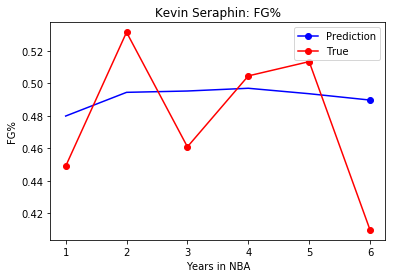 Kevin Seraphin: FG%
Prediction
True
0.52
0.50
0.48
0.46
0.44
0.42
FG%
1 2 3 4 5 6
Years in NBA